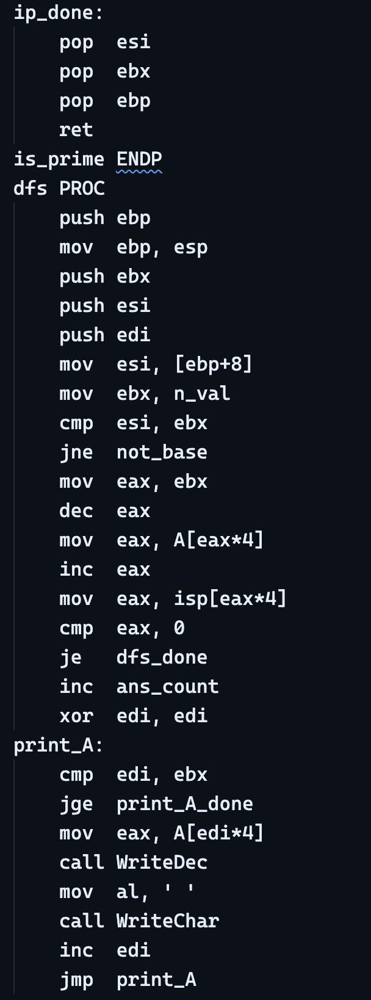 ip_done:
    pop  esi
    pop  ebx
    pop  ebp
    ret
is_prime ENDP
dfs PROC
    push ebp
    mov  ebp, esp
    push ebx
    push esi
    push edi
    mov  esi, [ebp+8]
    mov  ebx, n_val
    cmp  esi, ebx
    jne  not_base
    mov  eax, ebx
    dec  eax
    mov  eax, A[eax*4]
    inc  eax
    mov  eax, isp[eax*4]
    cmp  eax, 0
    je   dfs_done
    inc  ans_count
    xor  edi, edi
print_A:
    cmp  edi, ebx
    jge  print_A_done
    mov  eax, A[edi*4]
    call WriteDec
    mov  al, ' '
    call WriteChar
    inc  edi
    jmp  print_A